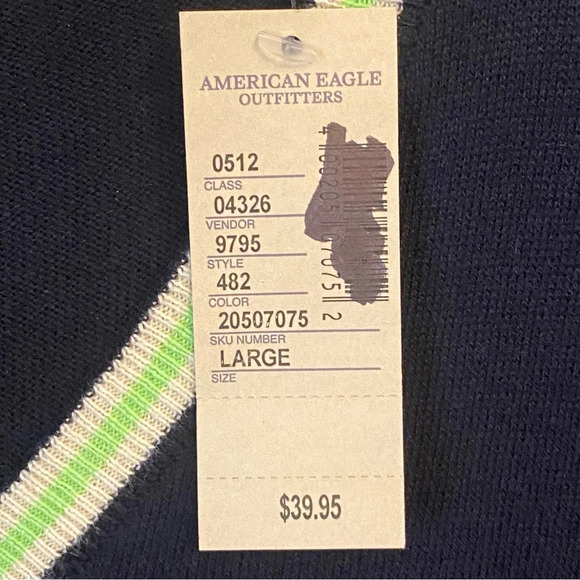 AMERICAN EAGLE
OUTFITTERS
0512
CLASS
04326
VENDOR
9795
STYLE
482
COLOR
20507075
SKU NUMBER
LARGE
SIZE
$39.95